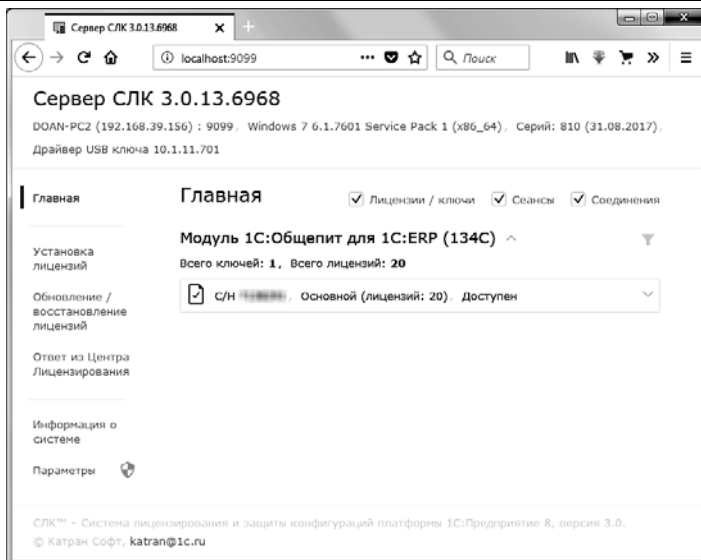 Сервер СЛК 3.0.13.6968
localhost:9099
Поиск
Сервер СЛК 3.0.13.6968
DOAN-PC2 (192.168.39.156) : 9099, Windows 7 6.1.7601 Service Pack 1 (x86_64), Серий: 810 (31.08.2017),
Драйвер USB ключа 10.1.11.701
Главная
Установка
лицензий
Обновление /
восстановление
лицензий
Ответ из Центра
Лицензирования
Информация о
системе
Параметры
Главная
Лицензии / ключи
Сеансы
Соединения
Модуль 1С:Общепит для 1С:ERP (134C)
Всего ключей: 1, Всего лицензий: 20
С/Н , Основной (лицензий: 20), Доступен
СЛК™ - Система лицензирования и защиты конфигураций платформы 1С:Предприятие 8, версия 3.0.
© Катран Софт, katran@1c.ru